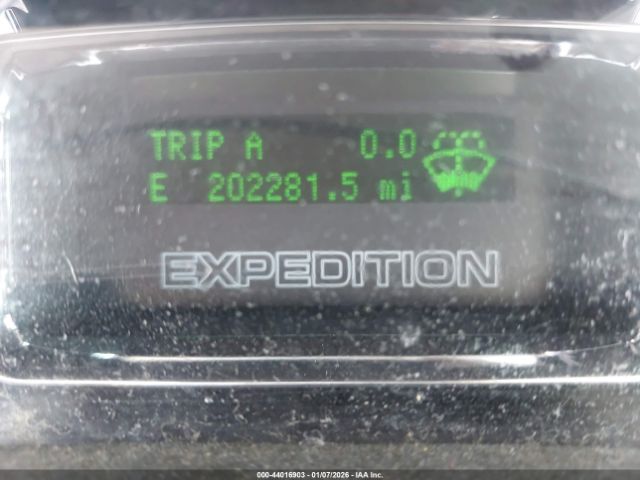 TRIP A 0.0
E 202281.5 mi
EXPEDITION
000-44016903 - 01/07/2026 - IAA Inc.